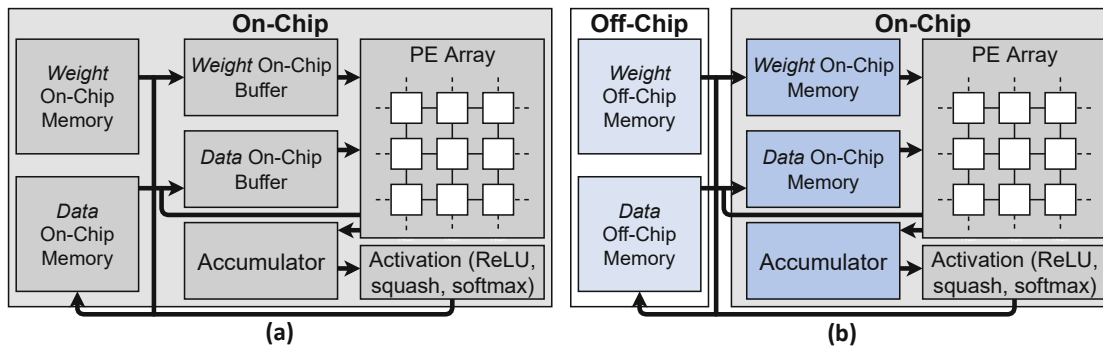 On-Chip
Weight
On-Chip
Memory
Weight On-Chip
Buffer
PE Array
Data On-Chip
Buffer
Data
On-Chip
Memory
Accumulator
Activation (ReLU,
squash, softmax)
(a)
Off-Chip
On-Chip
Weight
Off-Chip
Memory
Weight On-Chip
Memory
PE Array
Data On-Chip
Memory
Data
Off-Chip
Memory
Accumulator
Activation (ReLU,
squash, softmax)
(b)